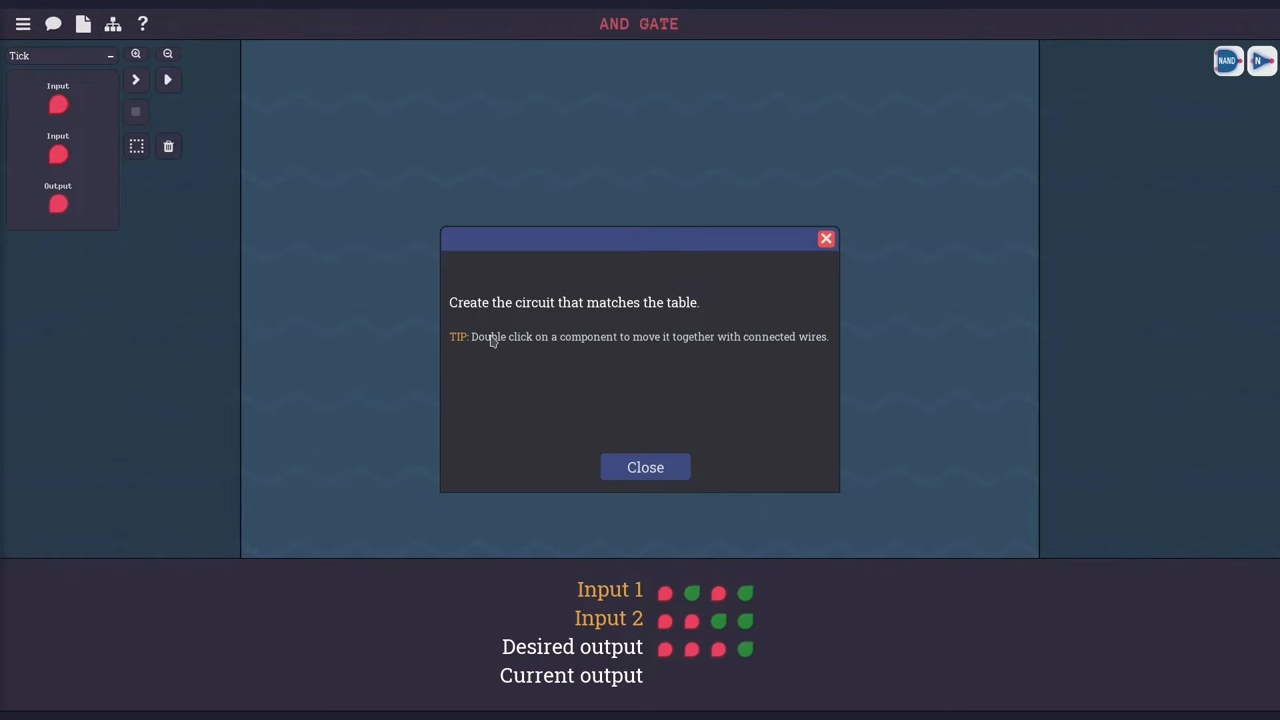 ?
AND GATE
Tick
Input
Input
Output
NAND
N
Create the circuit that matches the table.
TIP: Double click on a component to move it together with connected wires.
Close
Input 1
Input 2
Desired output
Current output